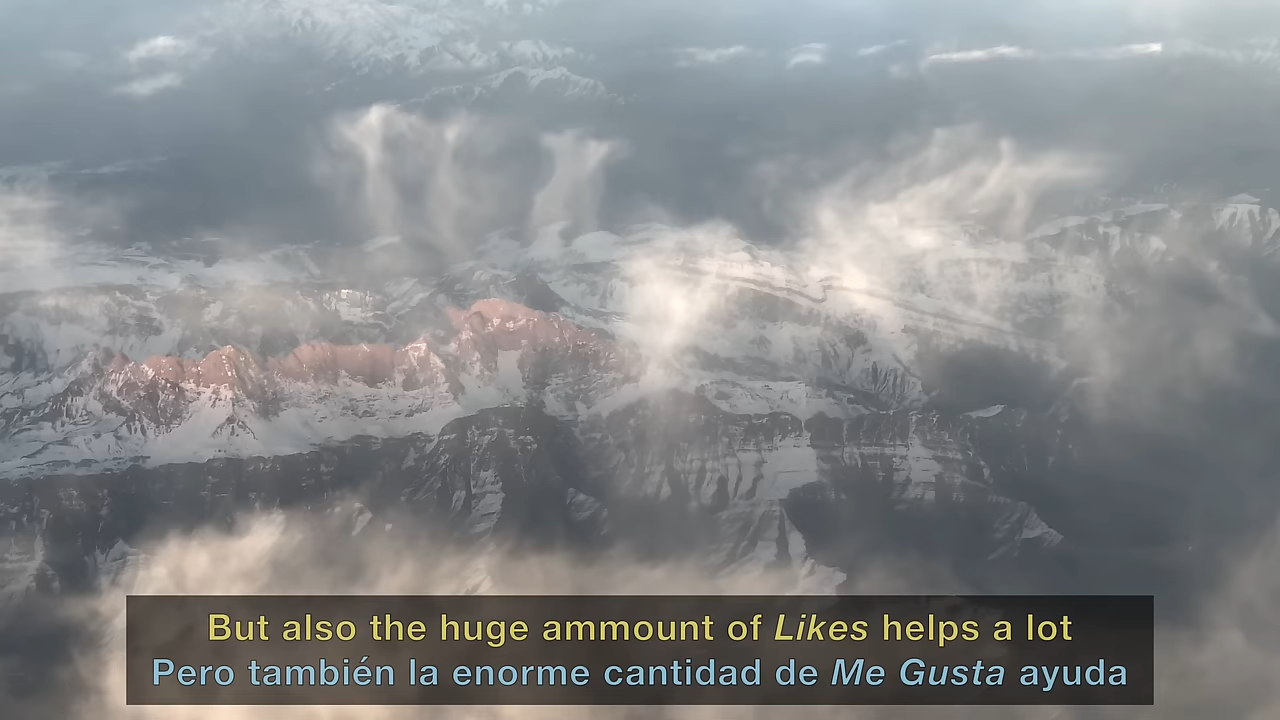 But also the huge ammount of Likes helps a lot
Pero también la enorme cantidad de Me Gusta ayuda